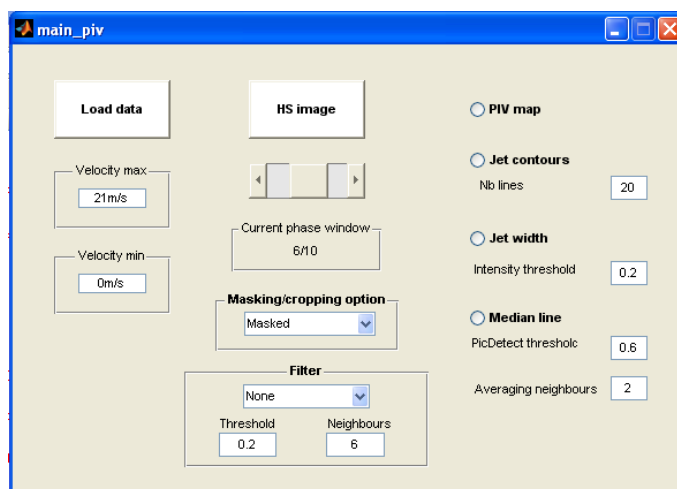 main_piv
Load data
HS image
PIV map
Velocity max
21m/s
Jet contours
Nb lines
20
Current phase window
6/10
Velocity min
0m/s
Jet width
Intensity threshold
0.2
Masking/cropping option
Masked
Median line
PicDetect thresholc
0.6
Filter
None
Averaging neighbours
2
Threshold
Neighbours
0.2
6